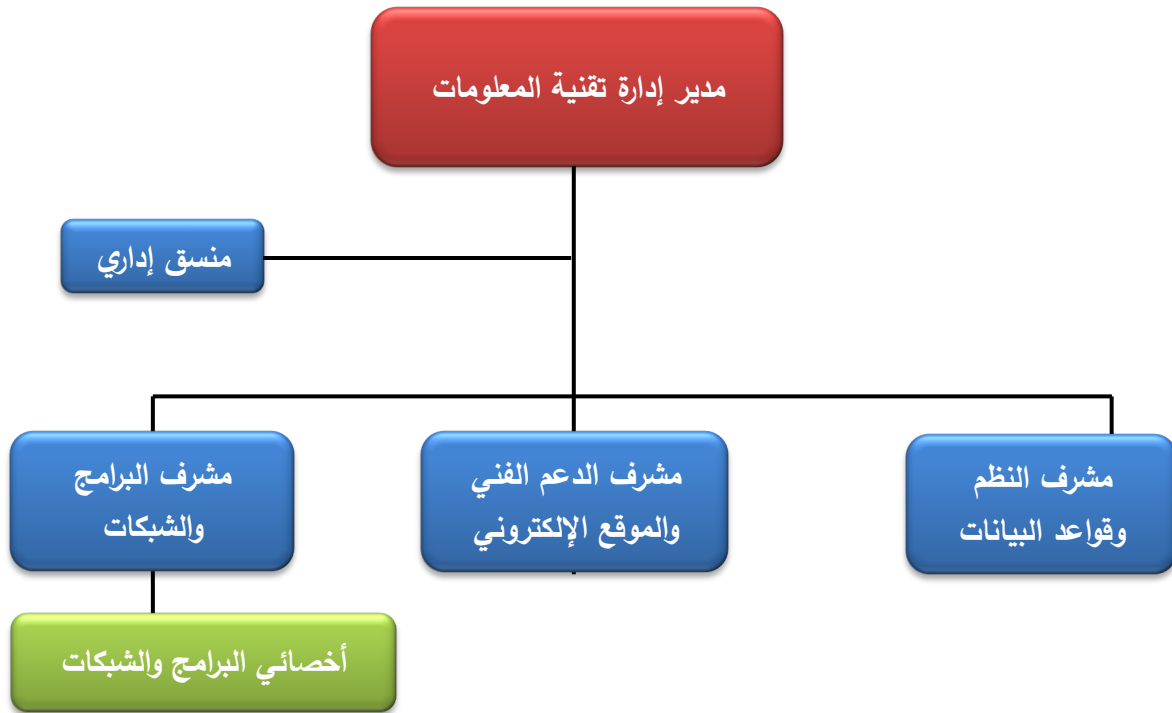 مدير إدارة تقنية المعلومات
منسق إداري
مشرف النظم
وقواعد البيانات
مشرف الدعم الفني
والموقع الإلكتروني
مشرف البرامج
والشبكات
أخصائي البرامج والشبكات